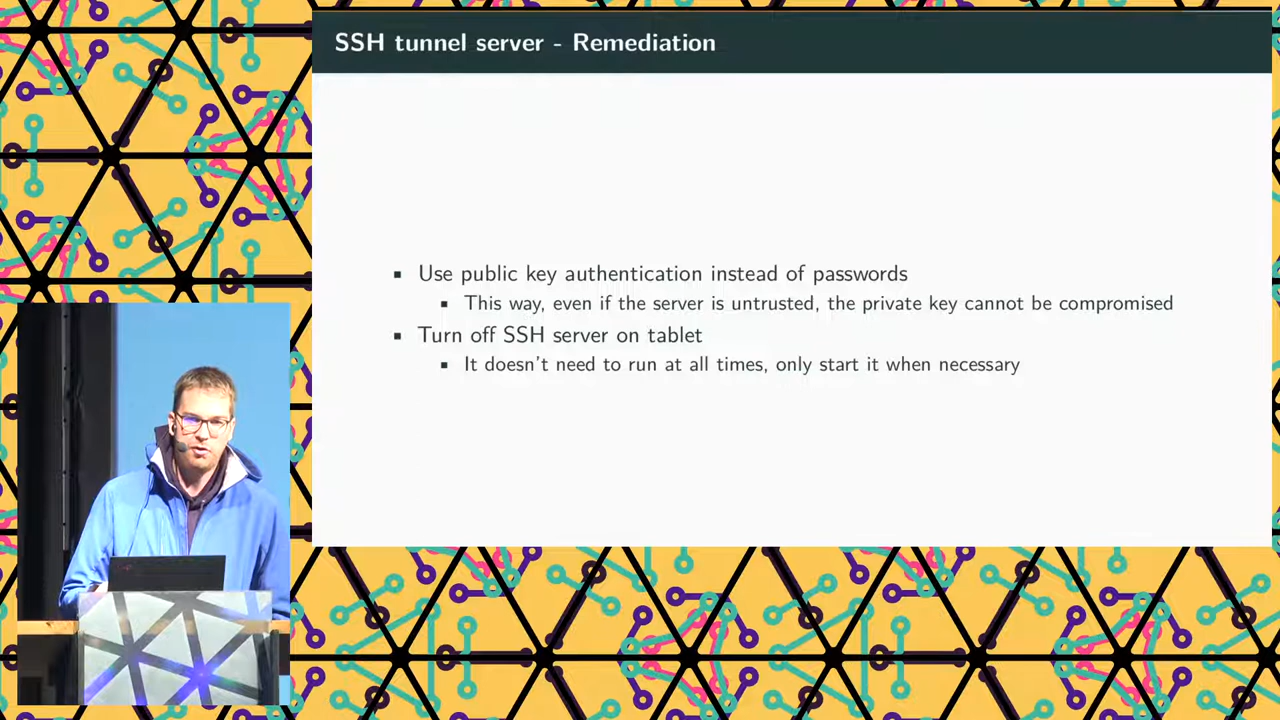 SSH tunnel server - Remediation
▪ Use public key authentication instead of passwords
▪ This way, even if the server is untrusted, the private key cannot be compromised
▪ Turn off SSH server on tablet
▪ It doesn't need to run at all times, only start it when necessary